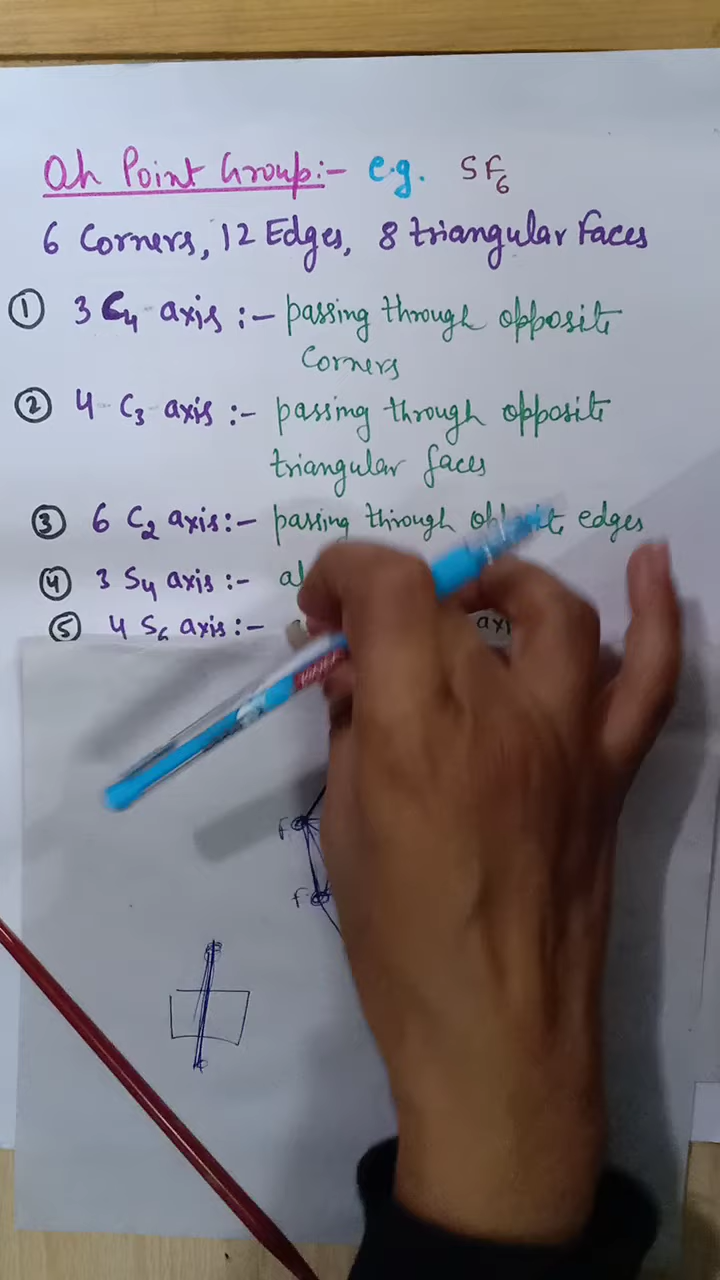 Oh Point Group:- e.g. SF6
6 Corners, 12 Edges, 8 triangular faces
① 3 C4 axis :- passing through opposite
Corners
② 4 C3 axis :- passing through opposite
triangular faces
③ 6 C2 axis:- passing through edges
④ 3 S4 axis :- al
⑤ 4 S6 axis:-
F
F